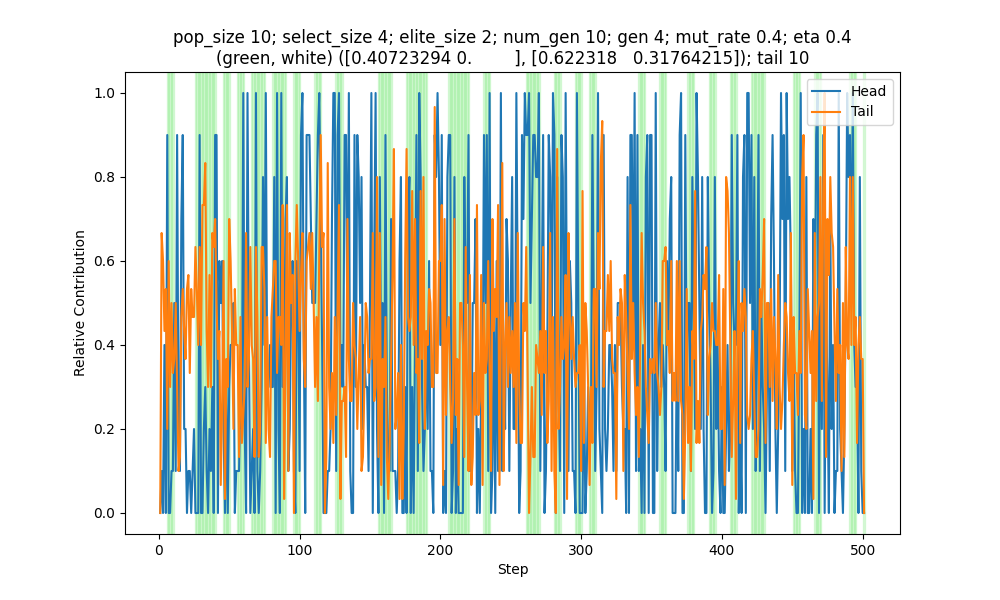 pop_size 10; select_size 4; elite_size 2; num_gen 10; gen 4; mut_rate 0.4; eta 0.4
(green, white) ([0.40723294 0.        ], [0.622318   0.31764215]); tail 10
Head
Tail
1.0
0.8
0.6
0.4
0.2
0.0
Relative Contribution
0 100 200 300 400 500
Step